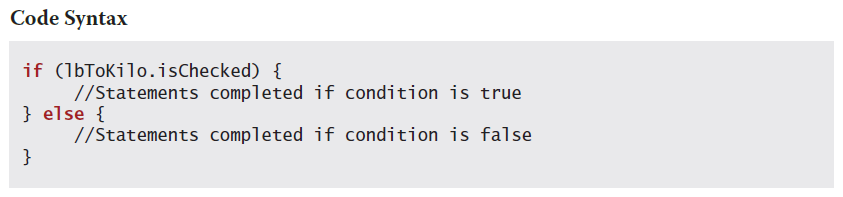 Code Syntax
if (lbToKilo.isChecked) {
//Statements completed if condition is true
} else {
//Statements completed if condition is false
}